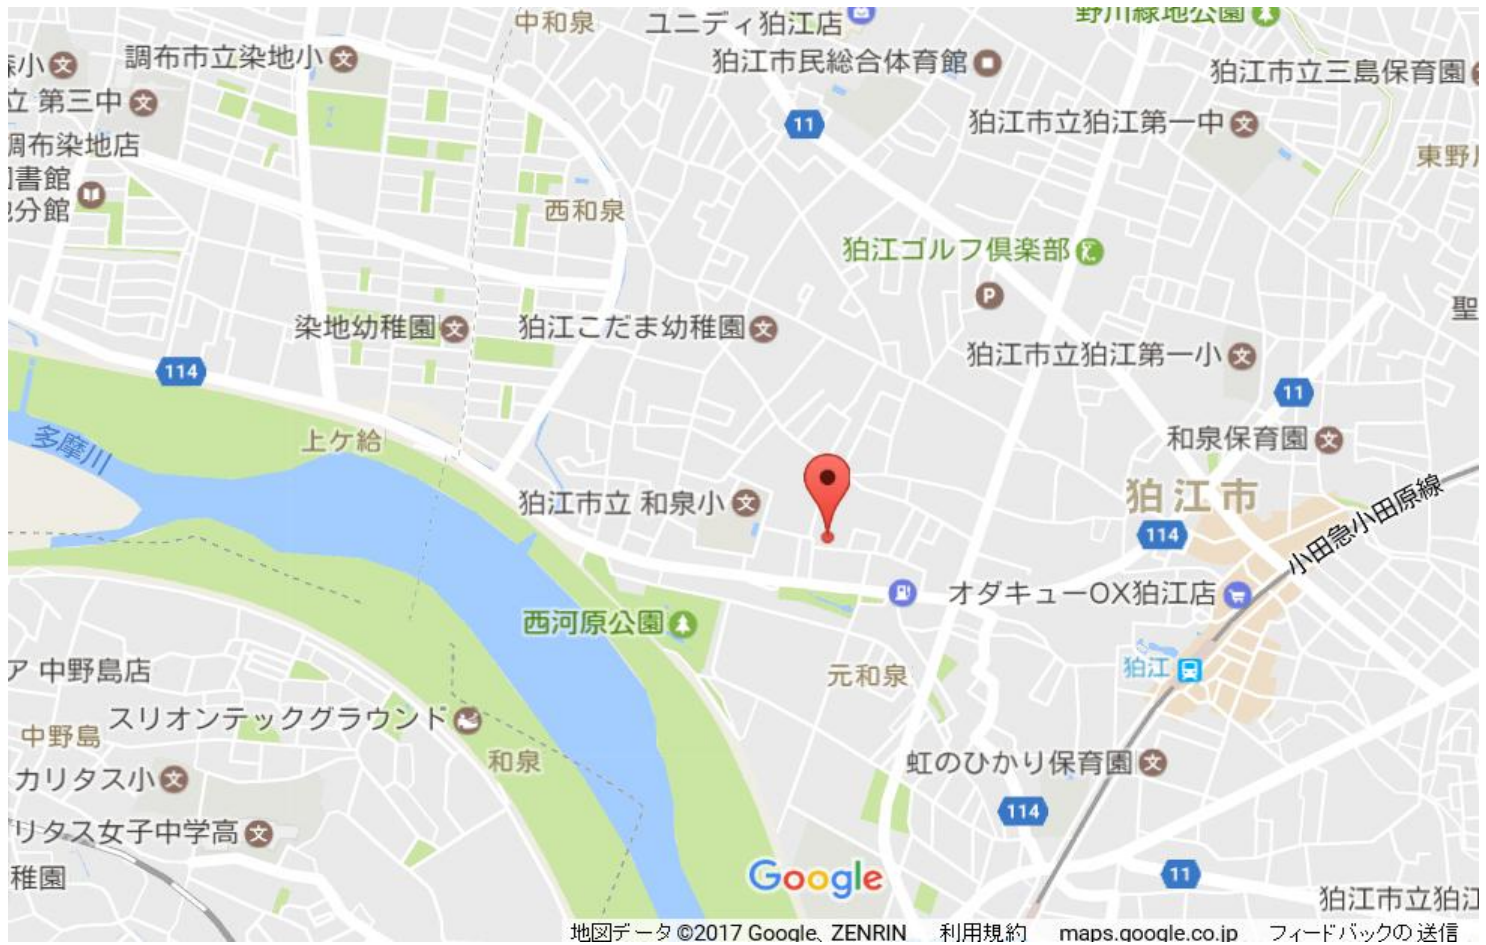 中和泉
ユニディ狛江店
野川緑地公園
小
調布市立染地小
狛江市民総合体育館
狛江市立三島保育園
立 第三中
11
狛江市立狛江第一中
調布染地店
東野川
書館
分館
西和泉
狛江ゴルフ倶楽部
P
聖
染地幼稚園
狛江こだま幼稚園
狛江市立狛江第一小
114
11
多摩川
上ケ給
和泉保育園
狛江市立 和泉小
狛江市
小田急小田原線
114
オダキューOX狛江店
西河原公園
ア 中野島店
元和泉
狛江
スリオンテックグラウンド
中野島
和泉
虹のひかり保育園
カリタス小
114
リタス女子中学高
稚園
Google
11
狛江市立狛江
地図データ ©2017 Google、ZENRIN 利用規約 maps.google.co.jp フィードバックの送信